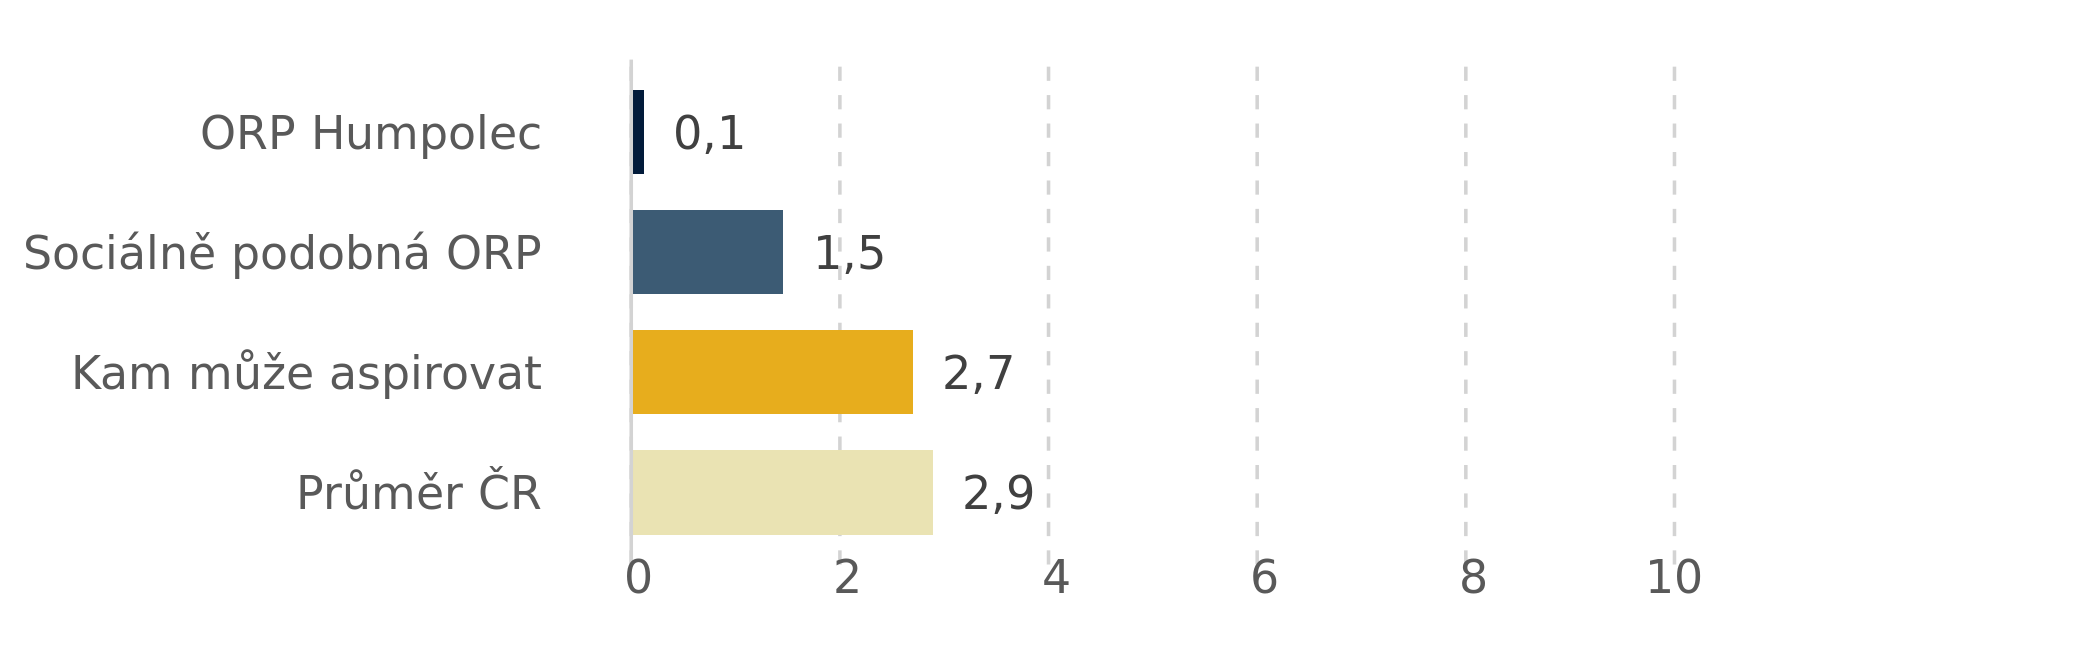 ORP Humpolec 0,1
Sociálně podobná ORP 1,5
Kam může aspirovat 2,7
Průměr ČR 2,9
0 2 4 6 8 10